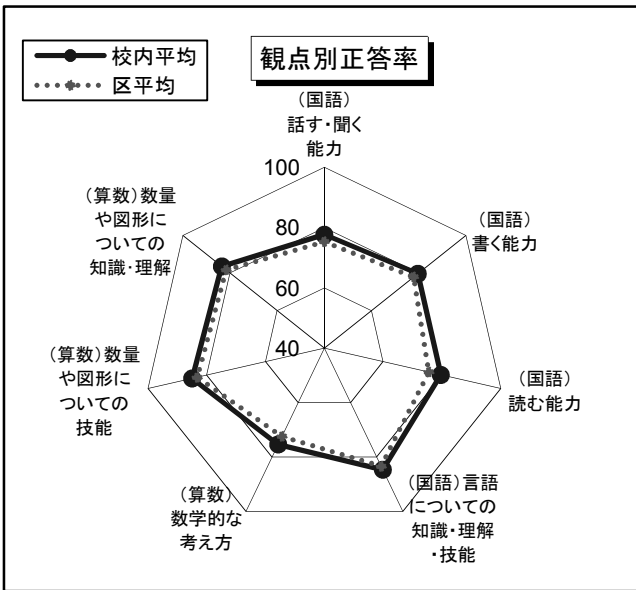 観点別正答率
校内平均
区平均
（国語）
話す・聞く
能力
（国語）
書く能力
（国語）
読む能力
（国語）言語
についての
知識・理解
・技能
（算数）
数学的な
考え方
（算数）数量
や図形に
ついての
技能
（算数）数量
や図形に
ついての
知識・理解
100
80
60
40